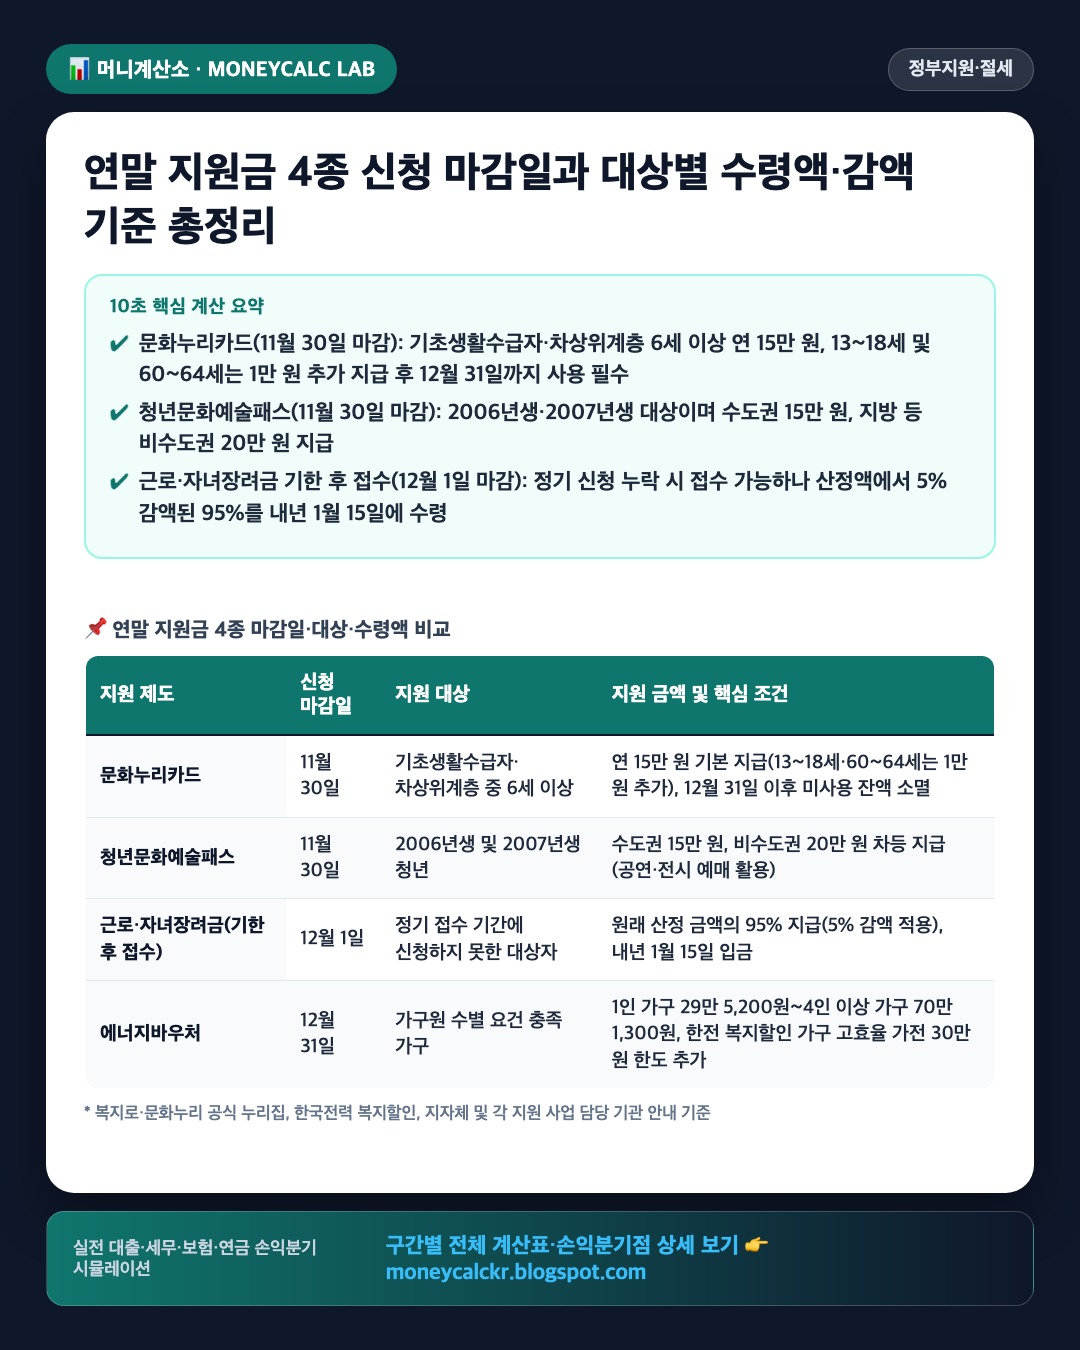 📊 머니계산소 · MONEYCALC LAB
정부지원·절세
연말 지원금 4종 신청 마감일과 대상별 수령액·감액
기준 총정리
10초 핵심 계산 요약
✔ 문화누리카드(11월 30일 마감): 기초생활수급자·차상위계층 6세 이상 연 15만 원, 13~18세 및
60~64세는 1만 원 추가 지급 후 12월 31일까지 사용 필수
✔ 청년문화예술패스(11월 30일 마감): 2006년생·2007년생 대상이며 수도권 15만 원, 지방 등
비수도권 20만 원 지급
✔ 근로·자녀장려금 기한 후 접수(12월 1일 마감): 정기 신청 누락 시 접수 가능하나 산정액에서 5%
감액된 95%를 내년 1월 15일에 수령
📌 연말 지원금 4종 마감일·대상·수령액 비교
지원 제도
신청
마감일
지원 대상
지원 금액 및 핵심 조건
문화누리카드
11월
30일
기초생활수급자·
차상위계층 중 6세 이상
연 15만 원 기본 지급(13~18세·60~64세는 1만
원 추가), 12월 31일 이후 미사용 잔액 소멸
청년문화예술패스
11월
30일
2006년생 및 2007년생
청년
수도권 15만 원, 비수도권 20만 원 차등 지급
(공연·전시 예매 활용)
근로·자녀장려금(기한
후 접수)
12월 1일
정기 접수 기간에
신청하지 못한 대상자
원래 산정 금액의 95% 지급(5% 감액 적용),
내년 1월 15일 입금
에너지바우처
12월
31일
가구원 수별 요건 충족
가구
1인 가구 29만 5,200원~4인 이상 가구 70만
1,300원, 한전 복지할인 가구 고효율 가전 30만
원 한도 추가
* 복지로·문화누리 공식 누리집, 한국전력 복지할인, 지자체 및 각 지원 사업 담당 기관 안내 기준
실전 대출·세무·보험·연금 손익분기
시뮬레이션
구간별 전체 계산표·손익분기점 상세 보기 👉
moneycalckr.blogspot.com